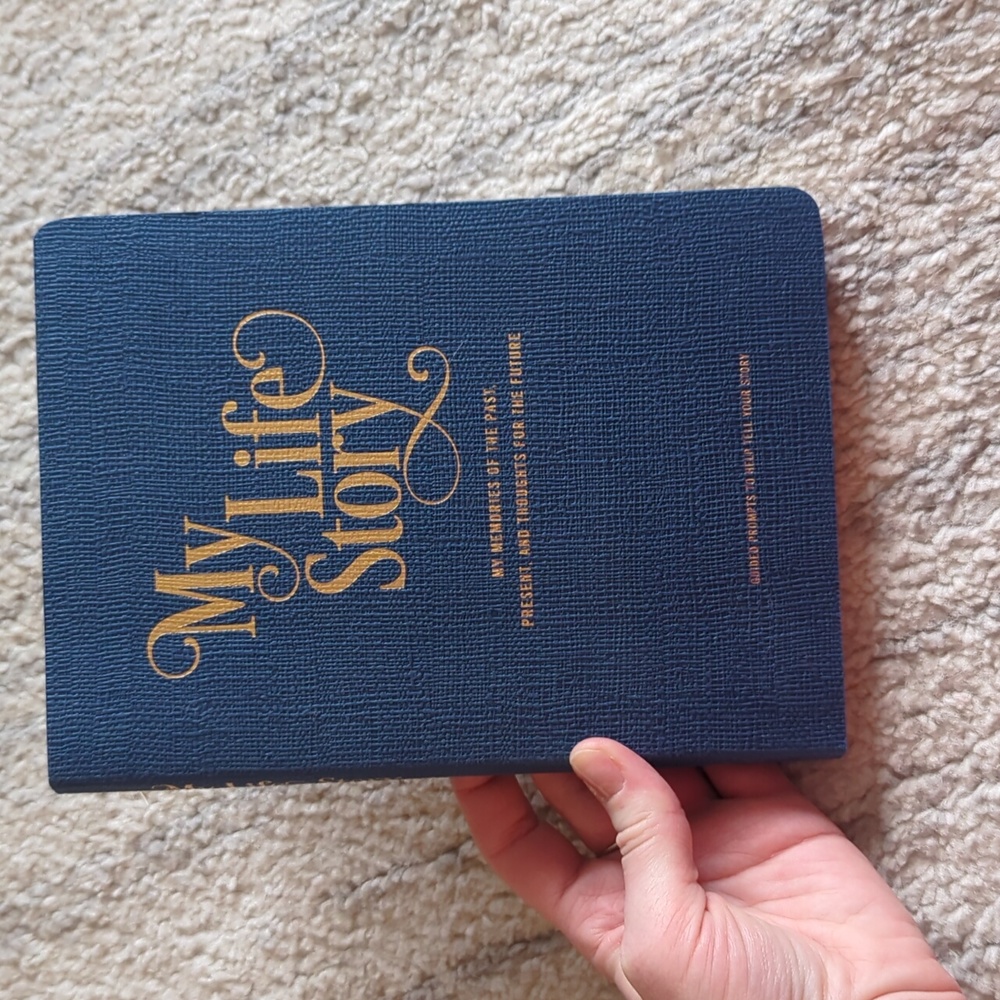 My Life
Story
MY MEMORIES OF THE PAST,
PRESENT AND THOUGHTS FOR THE FUTURE
GUIDED PROMPTS TO HELP TELL YOUR STORY